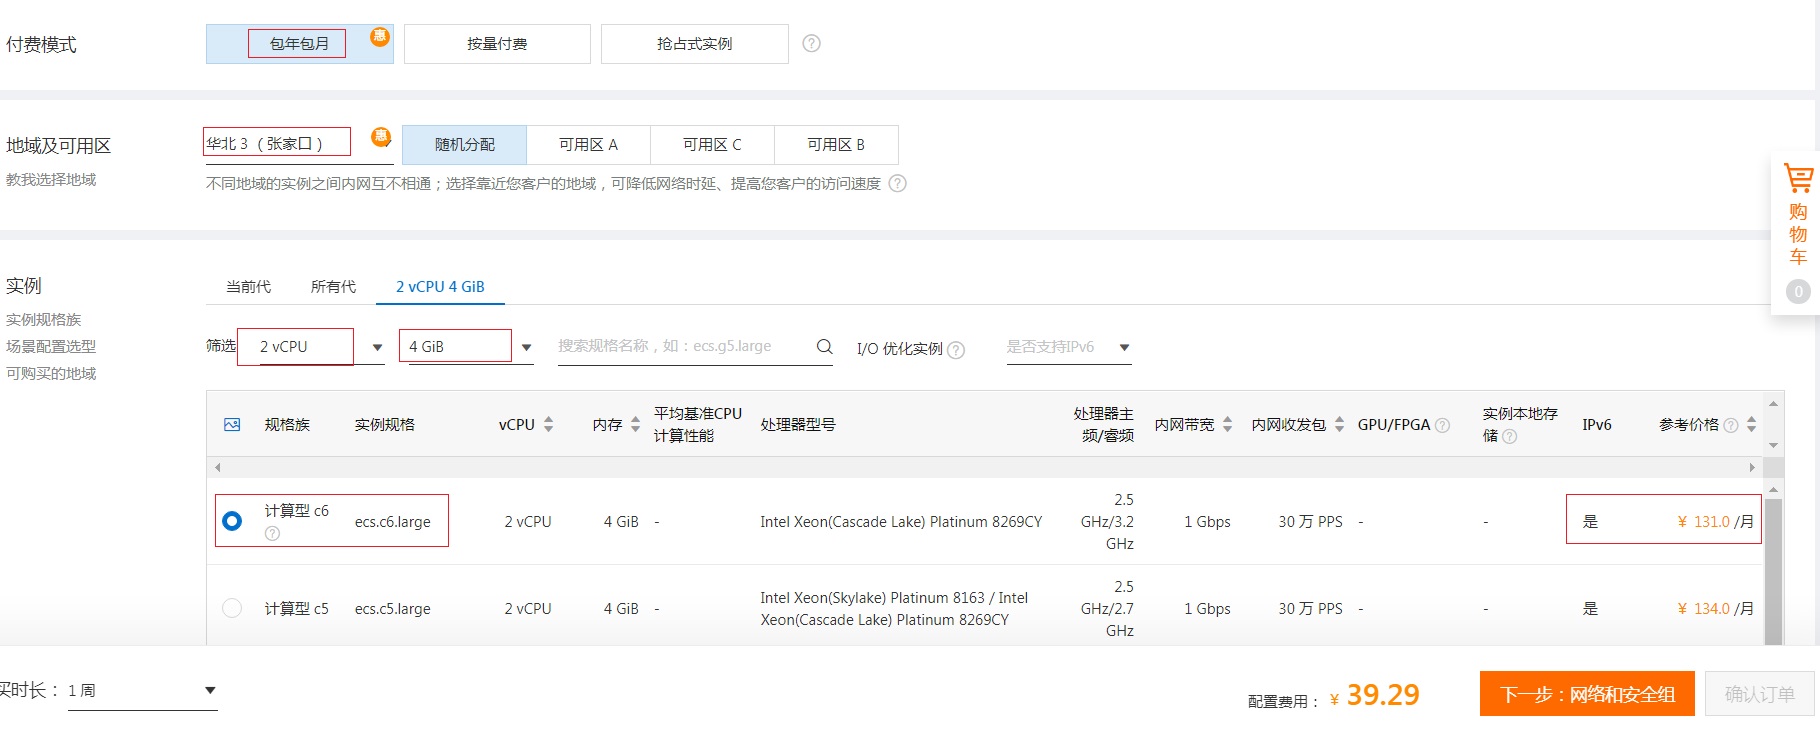 付费模式
包年包月
惠
按量付费
抢占式实例
?
地域及可用区
华北 3 （张家口）
惠
随机分配
可用区 A
可用区 C
可用区 B
教我选择地域
不同地域的实例之间内网互不相通；选择靠近您客户的地域，可降低网络时延、提高您客户的访问速度
?
购物车
0
实例
当前代
所有代
2 vCPU 4 GiB
实例规格族
场景配置选型
可购买的地域
筛选
2 vCPU
4 GiB
搜索规格名称，如：ecs.g5.large
I/O 优化实例
?
是否支持IPv6
规格族
实例规格
vCPU
内存
平均基准CPU
计算性能
处理器型号
处理器主
频/睿频
内网带宽
内网收发包
GPU/FPGA
?
实例本地存
储
?
IPv6
参考价格
?
计算型 c6
?
ecs.c6.large
2 vCPU
4 GiB
-
Intel Xeon(Cascade Lake) Platinum 8269CY
2.5
GHz/3.2
GHz
1 Gbps
30 万 PPS
-
-
是
¥ 131.0 /月
计算型 c5
ecs.c5.large
2 vCPU
4 GiB
-
Intel Xeon(Skylake) Platinum 8163 / Intel
Xeon(Cascade Lake) Platinum 8269CY
2.5
GHz/2.7
GHz
1 Gbps
30 万 PPS
-
-
是
¥ 134.0 /月
买时长：
1 周
配置费用：
¥ 39.29
下一步：网络和安全组
确认订单